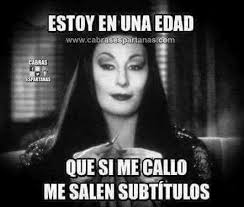 ESTOY EN UNA EDAD
www.cabrasespartanas.com
CABRAS
ESPARTANAS
QUE SI ME CALLO
ME SALEN SUBTÍTULOS